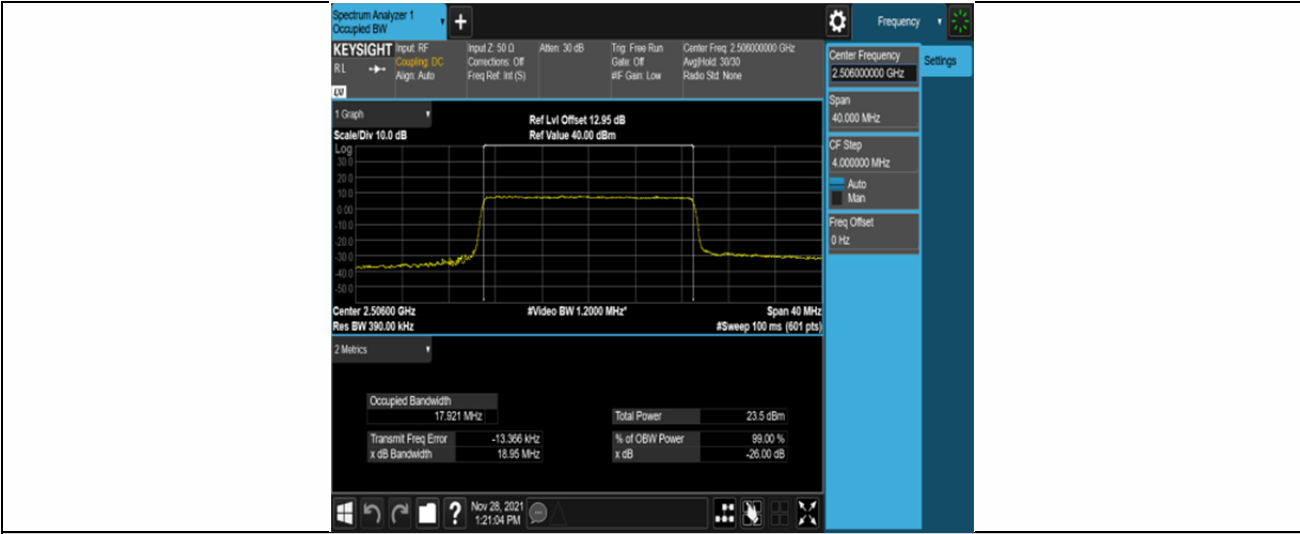 Spectrum Analyzer 1
Occupied BW
+
Frequency
KEYSIGHT
RL
Input: RF
Coupling: DC
Align: Auto
Input Z: 50 Ω
Corrections: Off
Freq Ref: Int (S)
Atten: 30 dB
Trig: Free Run
Gate: Off
#IF Gain: Low
Center Freq: 2.506000000 GHz
Avg|Hold: 30/30
Radio Std: None
1 Graph
Ref Lvl Offset 12.95 dB
Scale/Div 10.0 dB
Ref Value 40.00 dBm
Log
30.0
20.0
10.0
0.00
-10.0
-20.0
-30.0
-40.0
-50.0
Center 2.50600 GHz
#Video BW 1.2000 MHz*
Span 40 MHz
Res BW 390.00 kHz
#Sweep 100 ms (601 pts)
2 Metrics
Occupied Bandwidth
17.921 MHz
Total Power 23.5 dBm
Transmit Freq Error -13.366 kHz
% of OBW Power 99.00 %
x dB Bandwidth 18.95 MHz
x dB -26.00 dB
Center Frequency
2.506000000 GHz
Settings
Span
40.000 MHz
CF Step
4.000000 MHz
Auto
Man
Freq Offset
0 Hz
?
Nov 28, 2021
1:21:04 PM